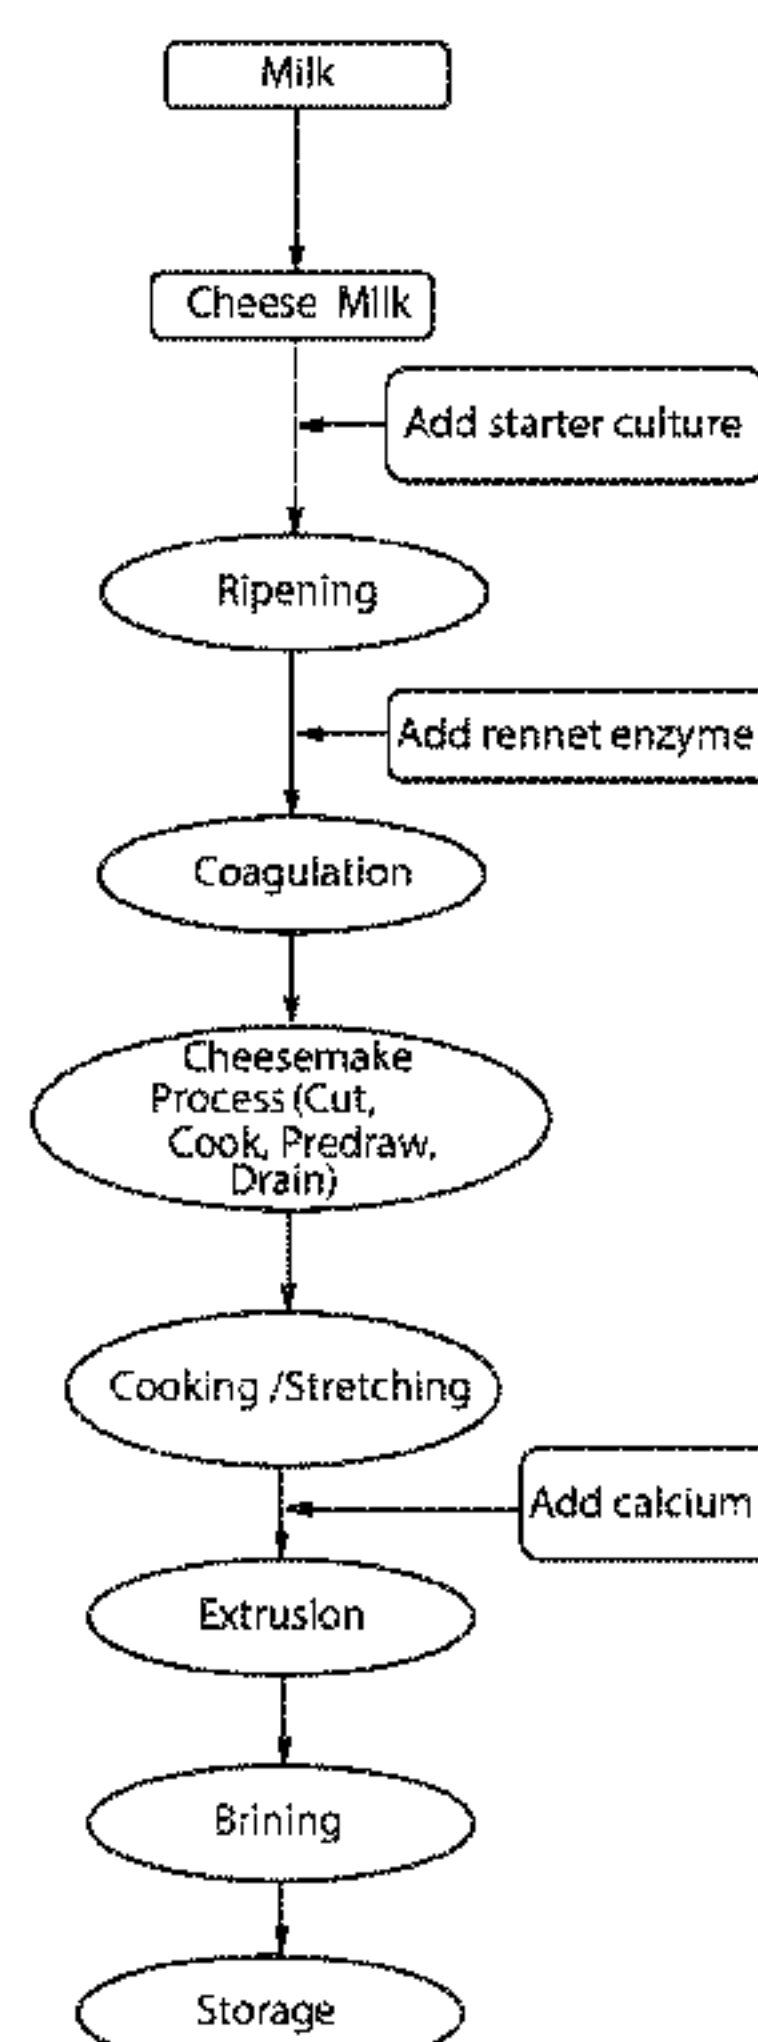 Milk
Cheese Milk
Add starter culture
Ripening
Add rennet enzyme
Coagulation
Cheesemake
Process (Cut,
Cook, Predraw,
Drain)
Cooking /Stretching
Add calcium
Extrusion
Brining
Storage